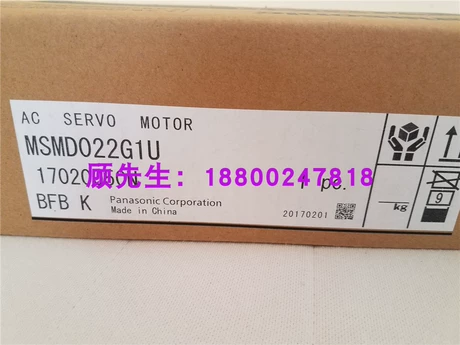 AC SERVO MOTOR
MSMD022G1U
顾先生：18800247818
1 pc.
BFB K
Panasonic Corporation
Made in China
20170201
kg
9